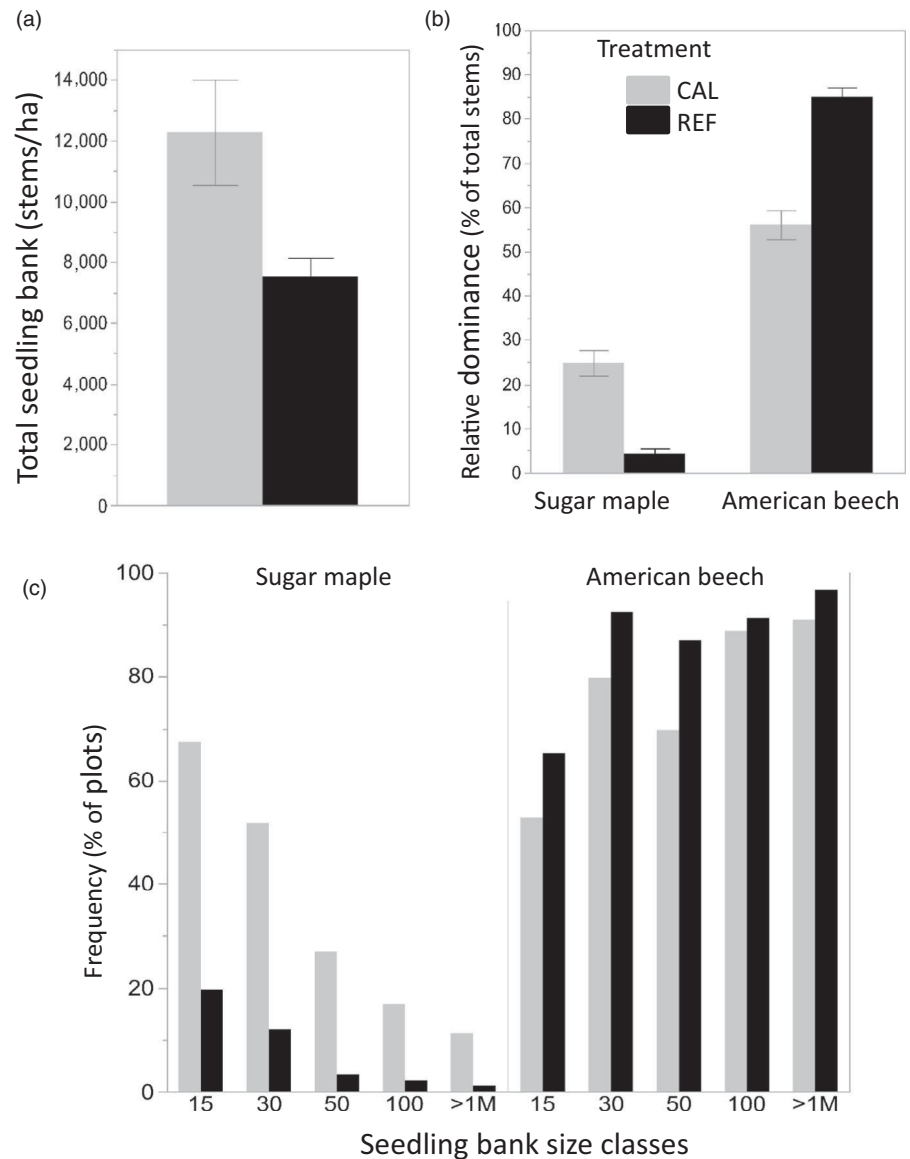 (a)
Total seedling bank (stems/ha)
14,000
12,000
10,000
8,000
6,000
4,000
2,000
0
(b)
Relative dominance (% of total stems)
100
90
80
70
60
50
40
30
20
10
0
Treatment
CAL
REF
Sugar maple
American beech
(c)
Frequency (% of plots)
100
80
60
40
20
0
Sugar maple
American beech
15 30 50 100 >1M 15 30 50 100 >1M
Seedling bank size classes